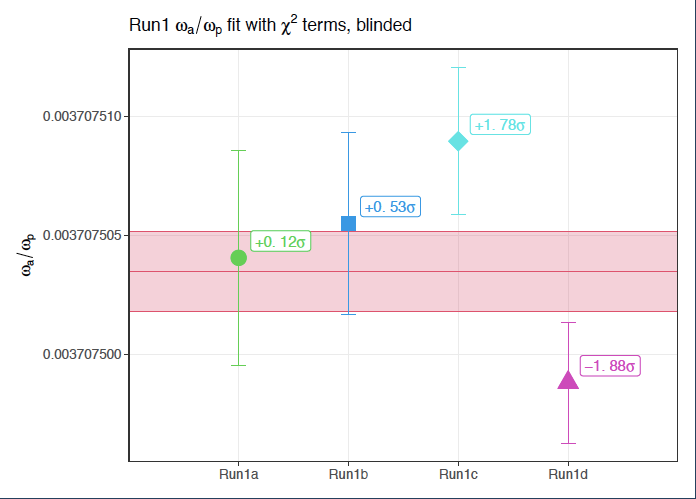 Run1 ωₐ/ωₚ fit with χ² terms, blinded
0.003707510
+1.78σ
+0.53σ
0.003707505
+0.12σ
ωₐ/ωₚ
0.003707500
−1.88σ
Run1a Run1b Run1c Run1d